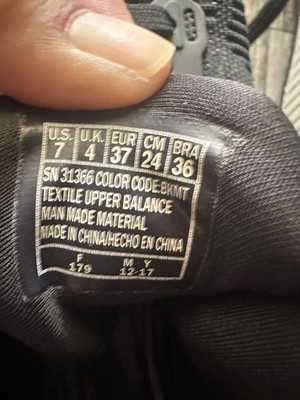 U.S. U.K. EUR CM BRA
7 4 37 24 36
SN 31366 COLOR CODE:BKMT
TEXTILE UPPER BALANCE
MAN MADE MATERIAL
MADE IN CHINA/HECHO EN CHINA
F M Y
179 12-17